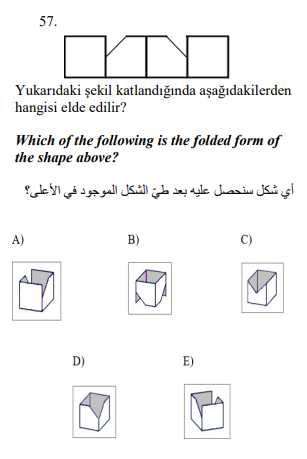 57.
Yukarıdaki şekil katlandığında aşağıdakilerden
hangisi elde edilir?
Which of the following is the folded form of
the shape above?
أي شكل سنحصل عليه بعد طيّ الشكل الموجود في الأعلى؟
A)
B)
C)
D)
E)